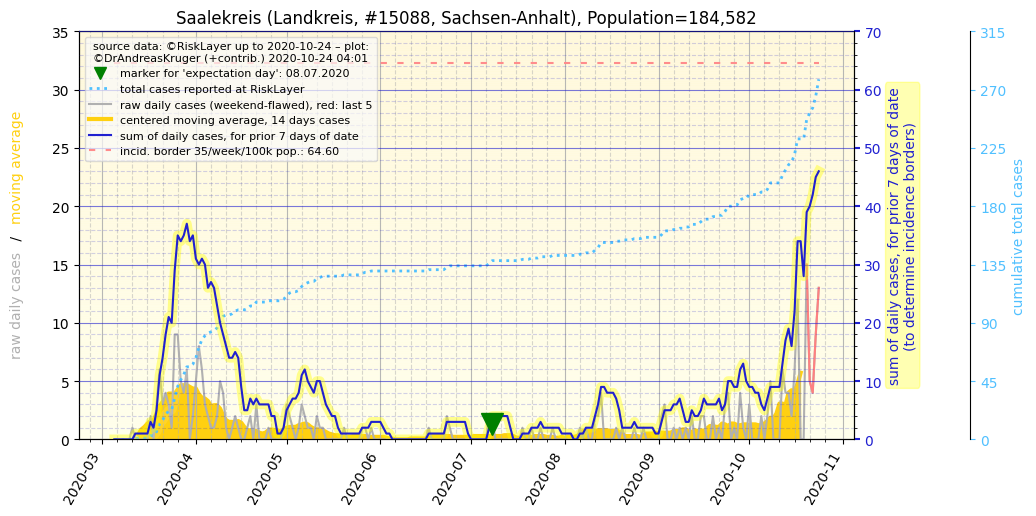 Saalekreis (Landkreis, #15088, Sachsen-Anhalt), Population=184,582
source data: ©RiskLayer up to 2020-10-24 – plot:
©DrAndreasKruger (+contrib.) 2020-10-24 04:01
marker for 'expectation day': 08.07.2020
total cases reported at RiskLayer
raw daily cases (weekend-flawed), red: last 5
centered moving average, 14 days cases
sum of daily cases, for prior 7 days of date
incid. border 35/week/100k pop.: 64.60
raw daily cases / moving average
35
30
25
20
15
10
5
0
70
60
50
40
30
20
10
0
sum of daily cases, for prior 7 days of date
(to determine incidence borders)
315
270
225
180
135
90
45
0
cumulative total cases
2020-03
2020-04
2020-05
2020-06
2020-07
2020-08
2020-09
2020-10
2020-11